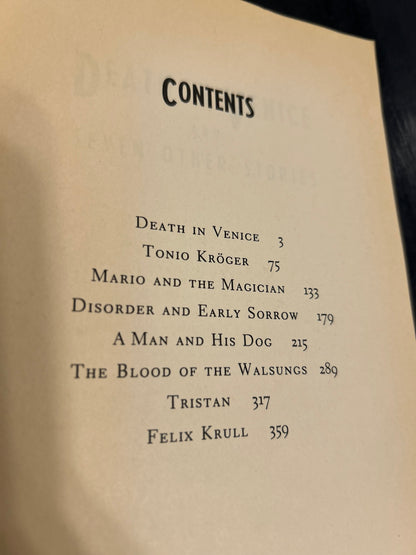 CONTENTS
DEATH IN VENICE 3
TONIO KRÖGER 75
MARIO AND THE MAGICIAN 133
DISORDER AND EARLY SORROW 179
A MAN AND HIS DOG 215
THE BLOOD OF THE WALSUNGS 289
TRISTAN 317
FELIX KRULL 359